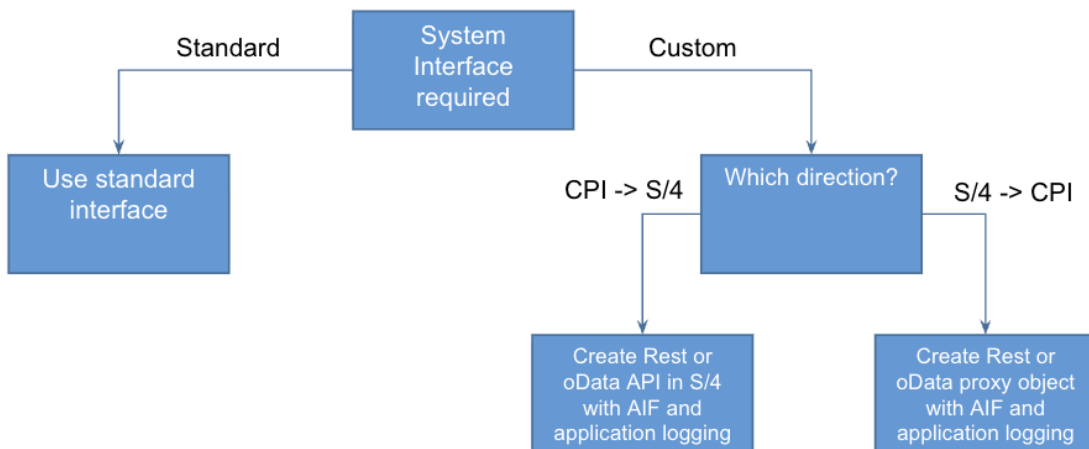 Standard
System
Interface
required
Custom
Use standard
interface
Which direction?
CPI -> S/4
S/4 -> CPI
Create Rest or
oData API in S/4
with AIF and
application logging
Create Rest or
oData proxy object
with AIF and
application logging